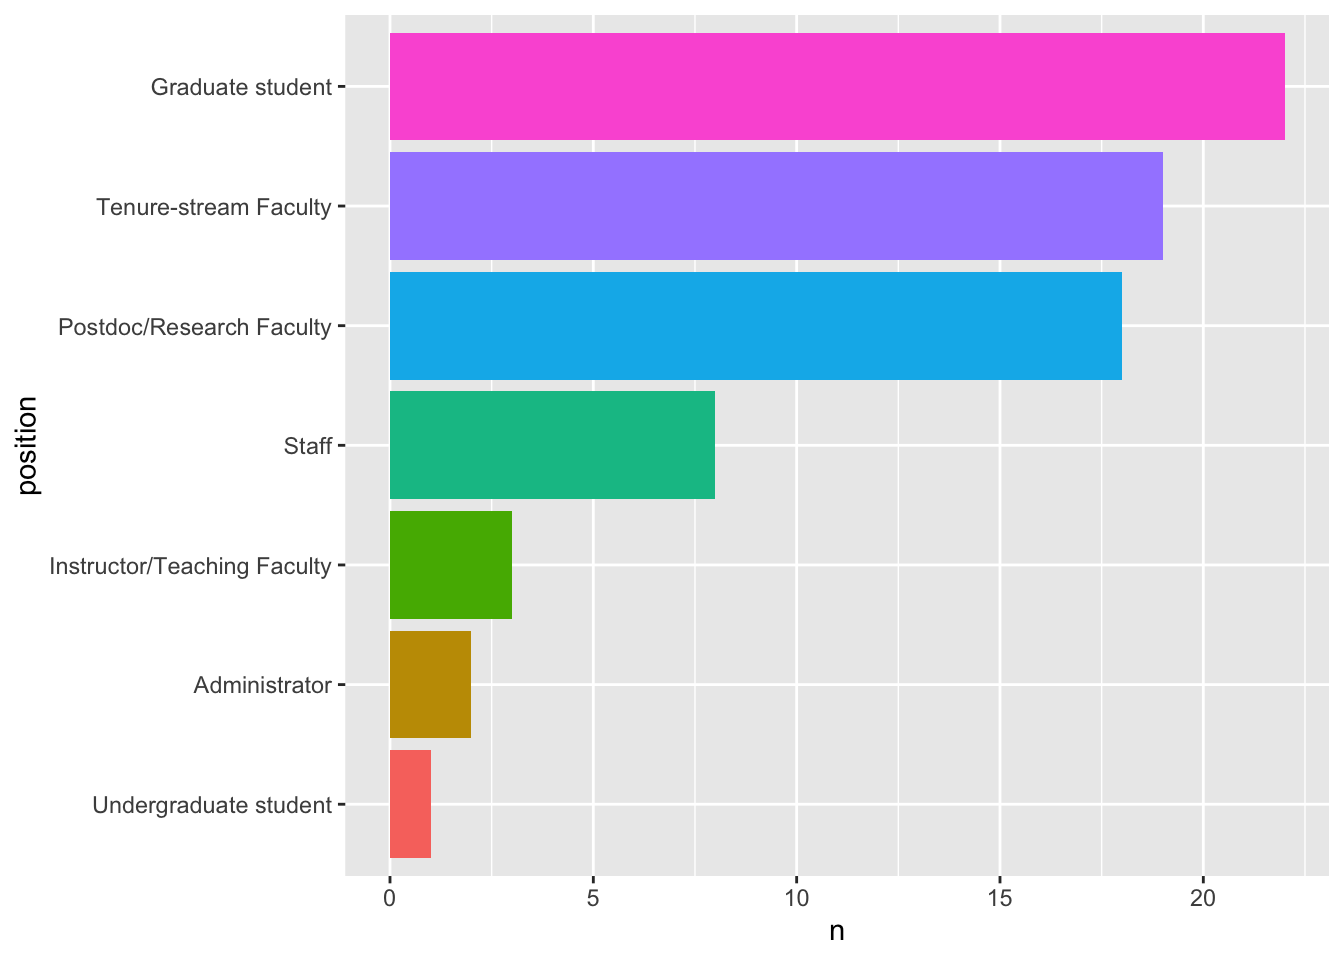 Graduate student
Tenure-stream Faculty
Postdoc/Research Faculty
Staff
Instructor/Teaching Faculty
Administrator
Undergraduate student
position
0 5 10 15 20
n